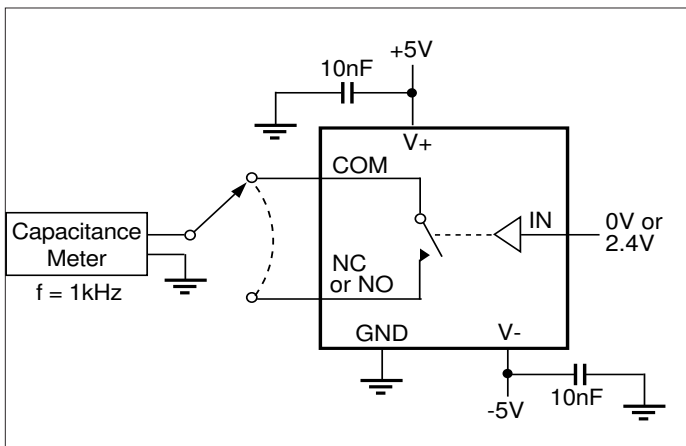 +5V
10nF
V+
COM
IN
0V or
2.4V
Capacitance
Meter
f = 1kHz
NC
or NO
GND
V-
-5V
10nF